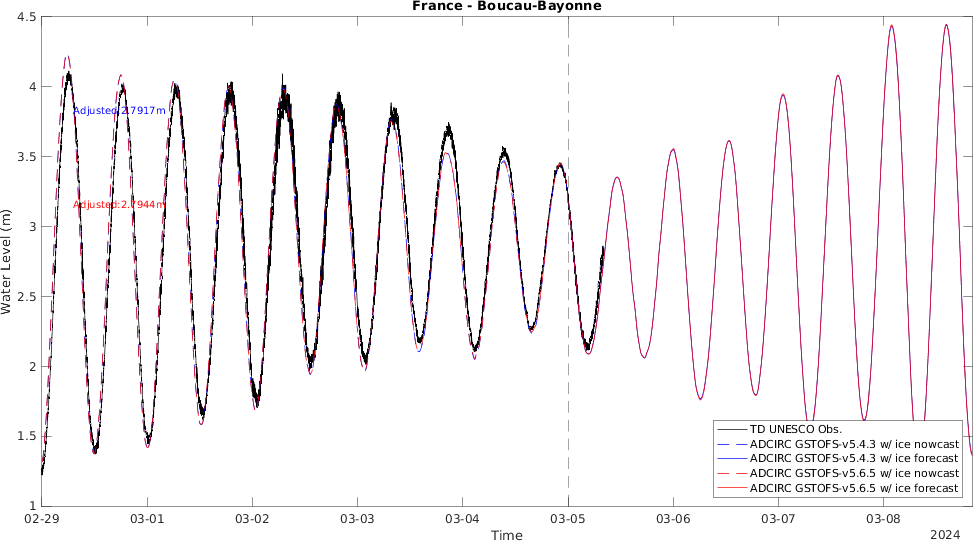 France - Boucau-Bayonne
4.5
4
3.5
3
2.5
2
1.5
1
Water Level (m)
Adjusted:2.7917m
Adjusted:2.7944m
TD UNESCO Obs.
ADCIRC GSTOFS-v5.4.3 w/ ice nowcast
ADCIRC GSTOFS-v5.4.3 w/ ice forecast
ADCIRC GSTOFS-v5.6.5 w/ ice nowcast
ADCIRC GSTOFS-v5.6.5 w/ ice forecast
02-29 03-01 03-02 03-03 03-04 03-05 03-06 03-07 03-08
Time
2024